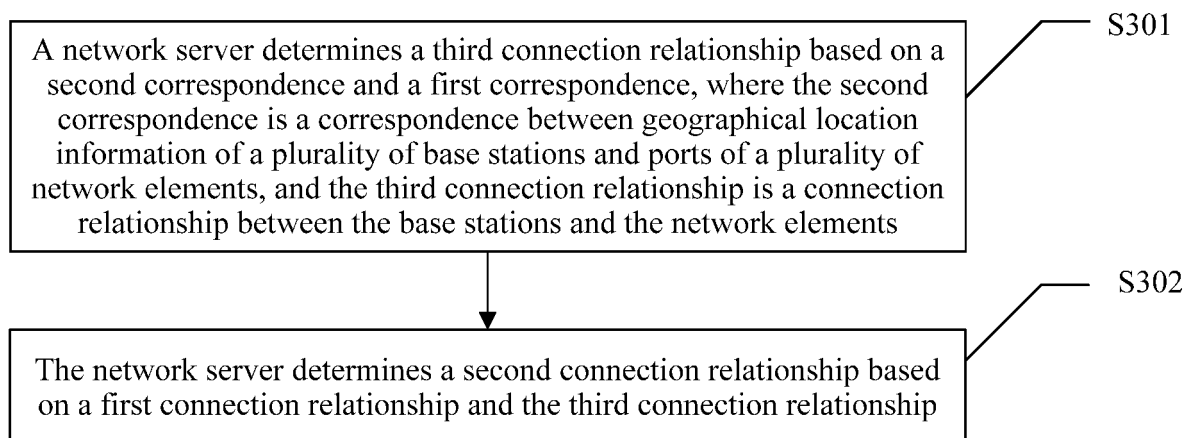 A network server determines a third connection relationship based on a
second correspondence and a first correspondence, where the second
correspondence is a correspondence between geographical location
information of a plurality of base stations and ports of a plurality of
network elements, and the third connection relationship is a connection
relationship between the base stations and the network elements
S301
The network server determines a second connection relationship based
on a first connection relationship and the third connection relationship
S302